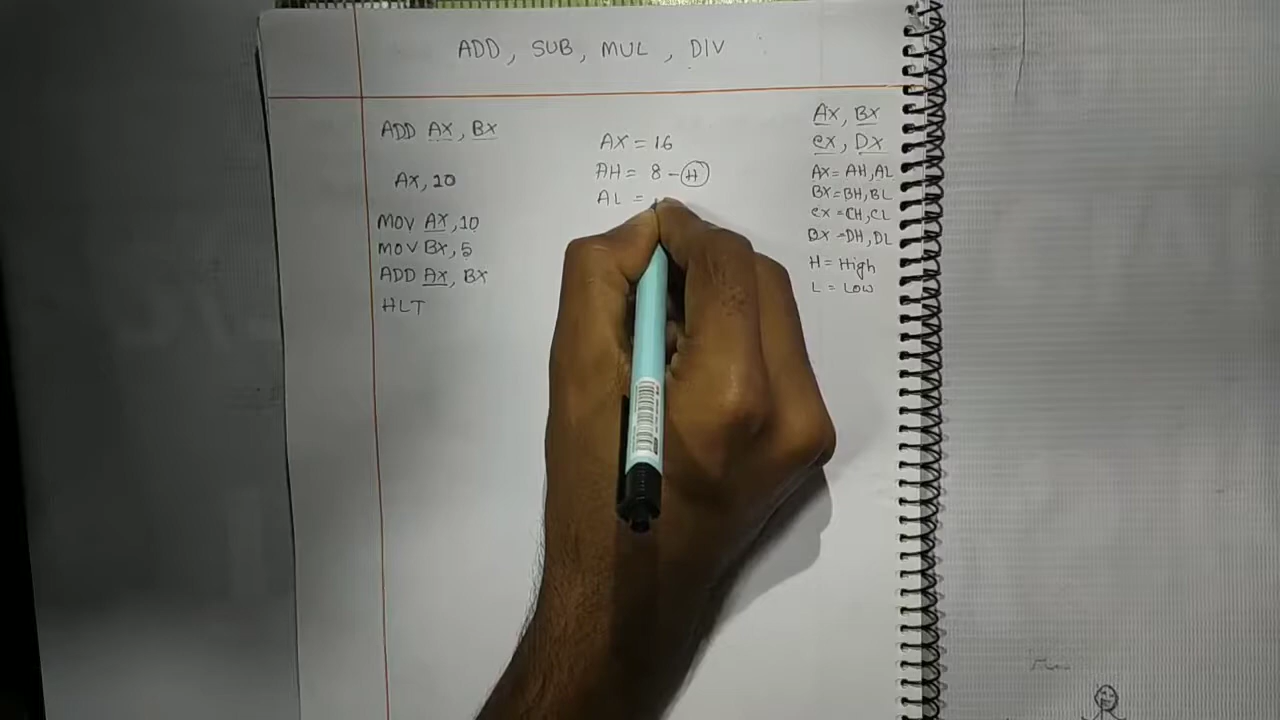 ADD, SUB, MUL, DIV
ADD AX, BX
AX, 10
MOV AX, 10
MOV BX, 5
ADD AX, BX
HLT
AX = 16
AH = 8 - H
AL =
AX, BX
CX, DX
AX = AH, AL
BX = BH, BL
CX = CH, CL
DX = DH, DL
H = High
L = Low